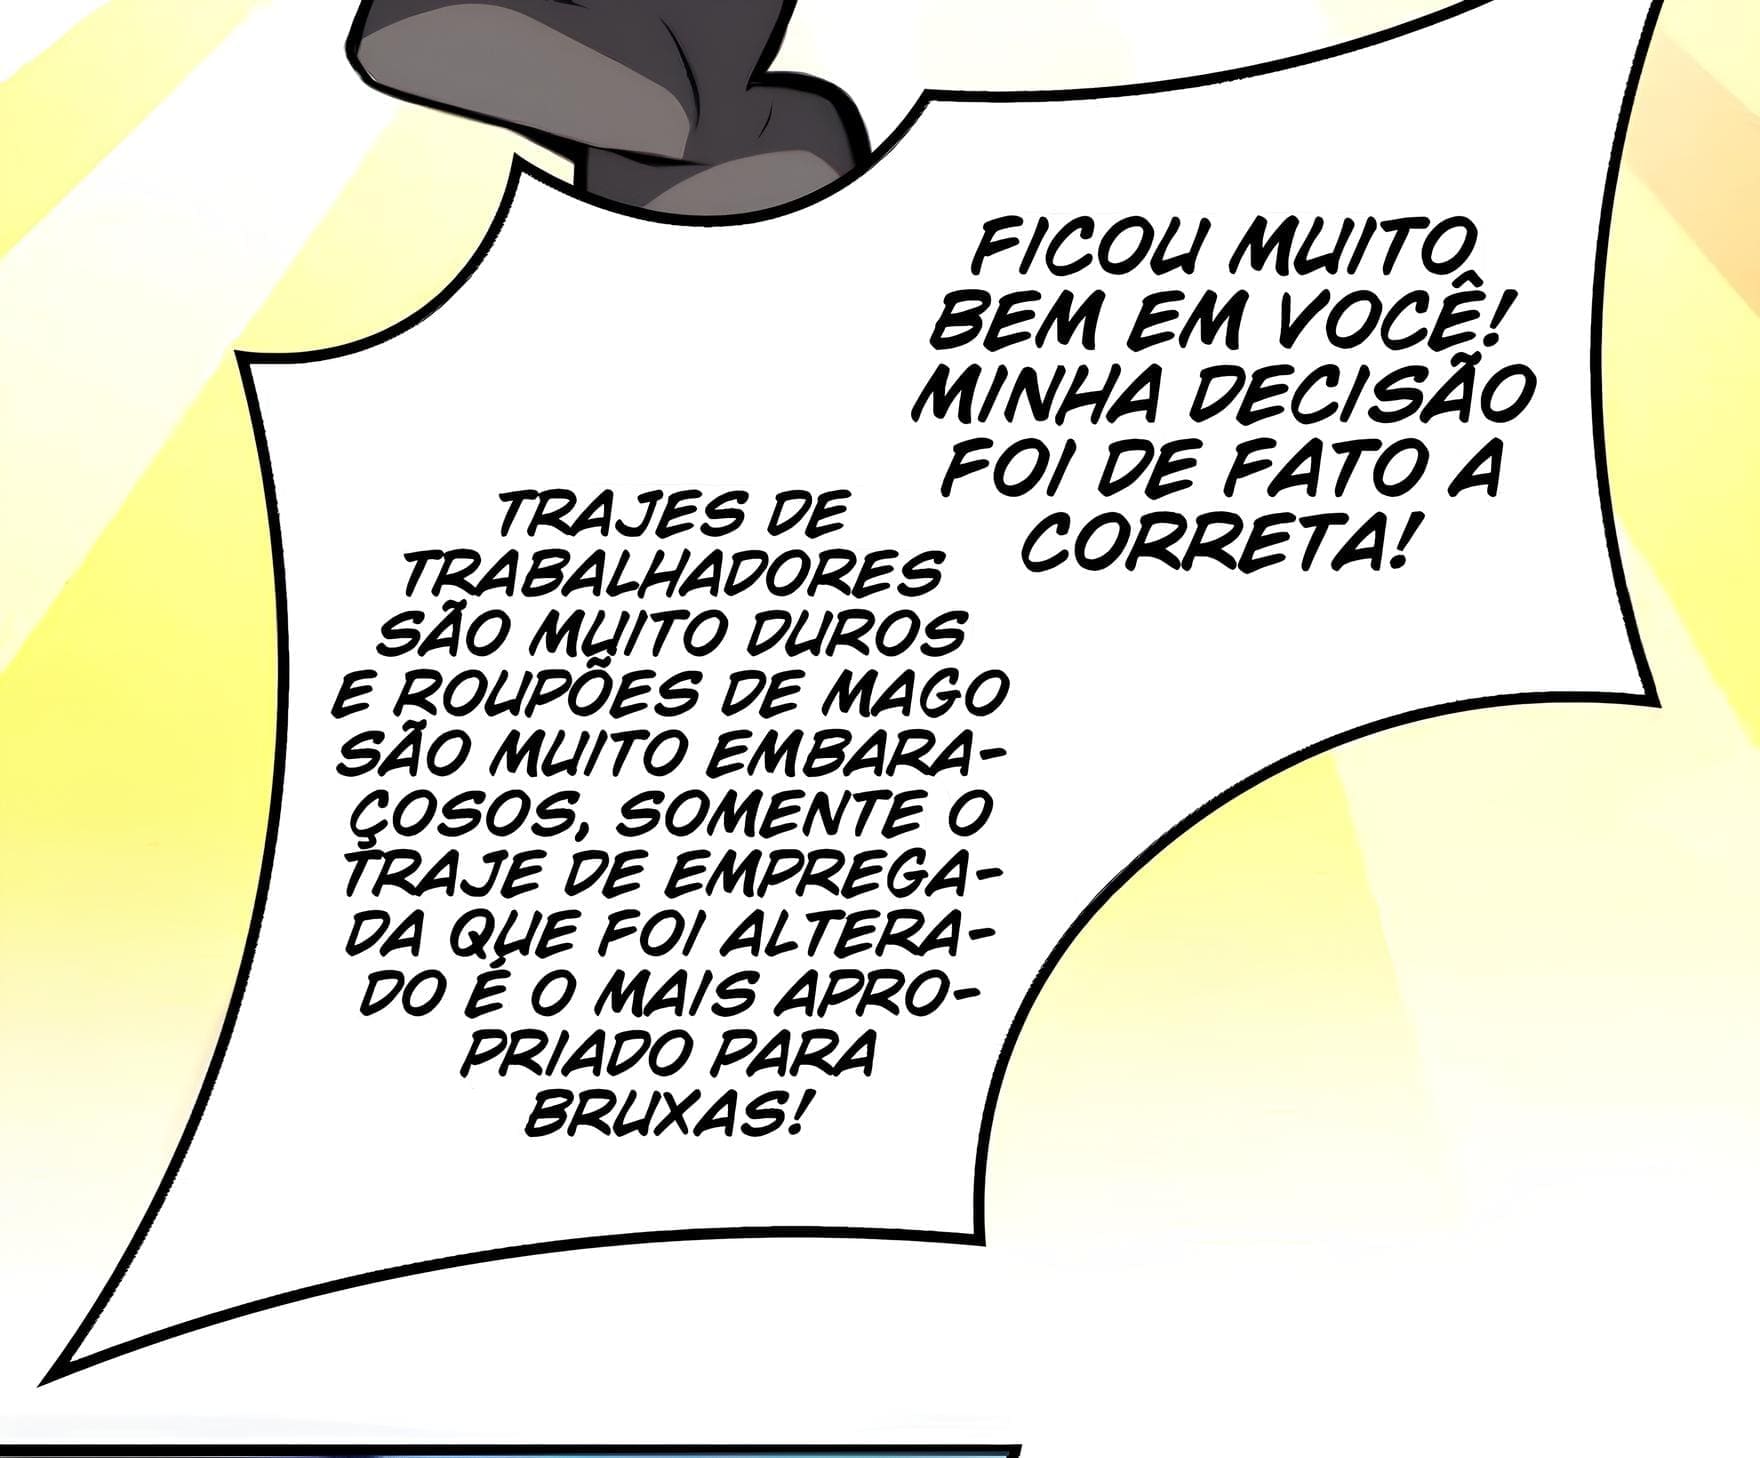 FICOU MUITO
BEM EM VOCÊ!
MINHA DECISÃO
FOI DE FATO A
CORRETA!
TRAJES DE
TRABALHADORES
SÃO MUITO DUROS
E ROUPÕES DE MAGO
SÃO MUITO EMBARA-
ÇOSOS, SOMENTE O
TRAJE DE EMPREGA-
DA QUE FOI ALTERA-
DO É O MAIS APRO-
PRIADO PARA
BRUXAS!